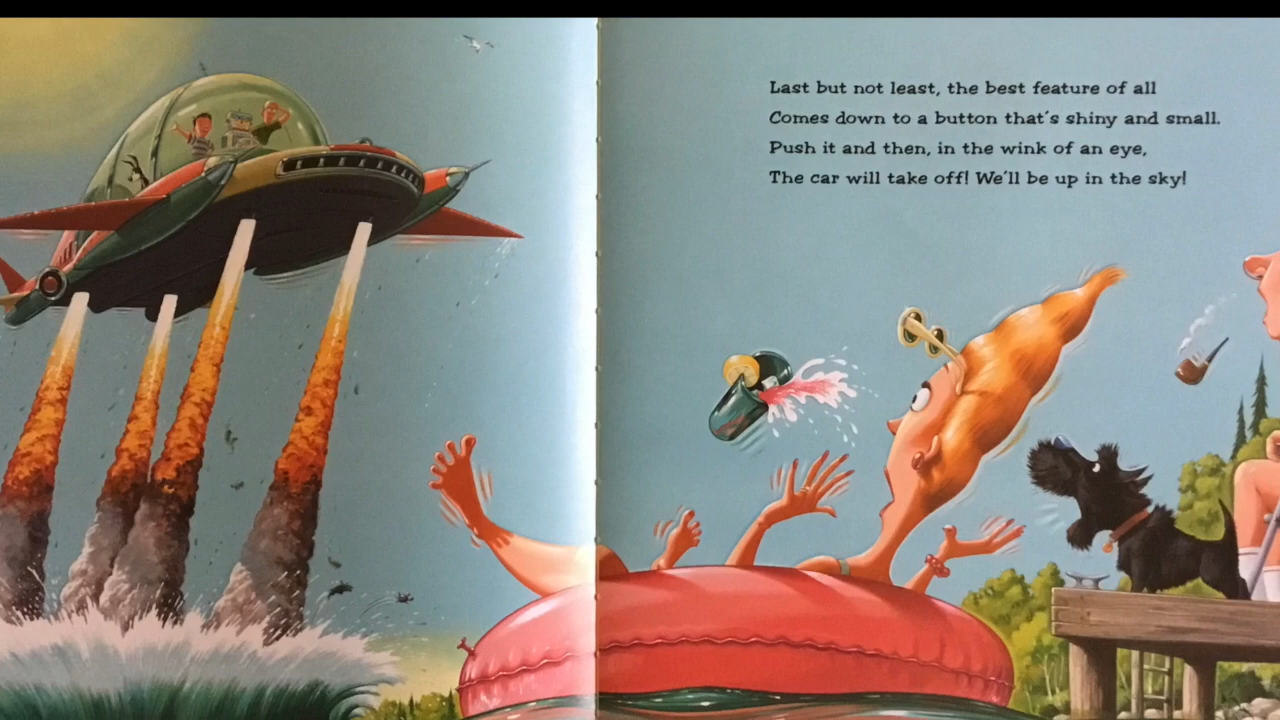 Last but not least, the best feature of all
Comes down to a button that's shiny and small.
Push it and then, in the wink of an eye,
The car will take off! We'll be up in the sky!